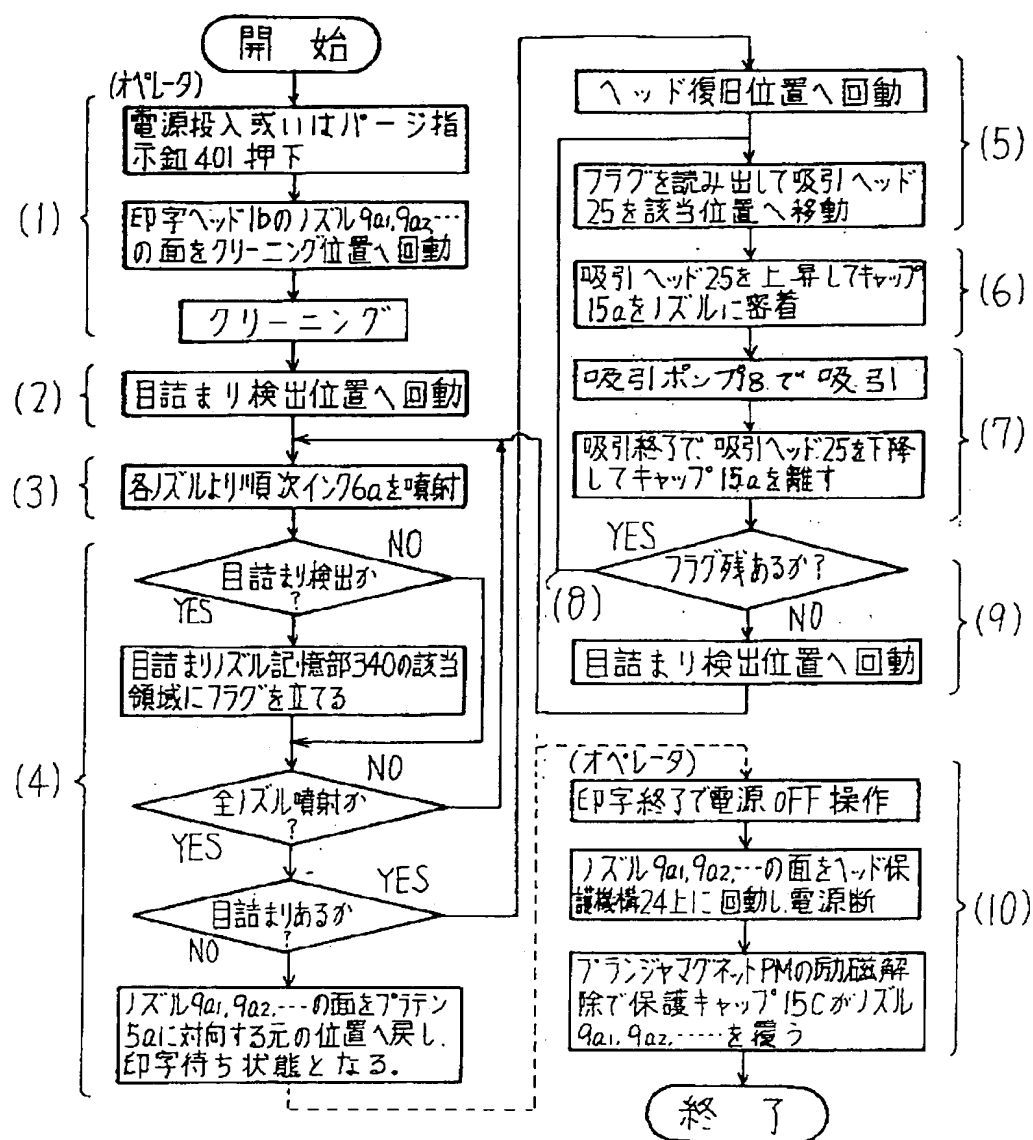 開 始
(オペレータ)
(1)
電源投入或いはパージ指
示釦401押下
印字ヘッド1bのノズル9a1,9a2,…
の面をクリーニング位置へ回動
クリーニング
(2)
目詰まり検出位置へ回動
(3)
各ノズルより順次インク6aを噴射
(4)
目詰まり検出か
?
NO
YES
目詰まりノズル記憶部340の該当
領域にフラグを立てる
全ノズル噴射か
?
NO
YES
目詰まりあるか
?
YES
NO
ノズル9a1,9a2,……の面をプラテン
5aに対向する元の位置へ戻し、
印字待ち状態となる.
(5)
ヘッド復旧位置へ回動
フラグを読み出して吸引ヘッド
25を該当位置へ移動
(6)
吸引ヘッド25を上昇してキャップ
15aをノズルに密着
(7)
吸引ポンプ18で吸引
吸引終了で、吸引ヘッド25を下降
してキャップ15aを離す
YES
フラグ残あるか?
(8)
NO
(9)
目詰まり検出位置へ回動
(オペレータ)
(10)
印字終了で電源OFF操作
ノズル9a1,9a2,…の面をヘッド保
護機構24上に回動し、電源断
プランジャマグネットPMの励磁解
除で保護キャップ15Cがノズル
9a1,9a2,……を覆う
終 了